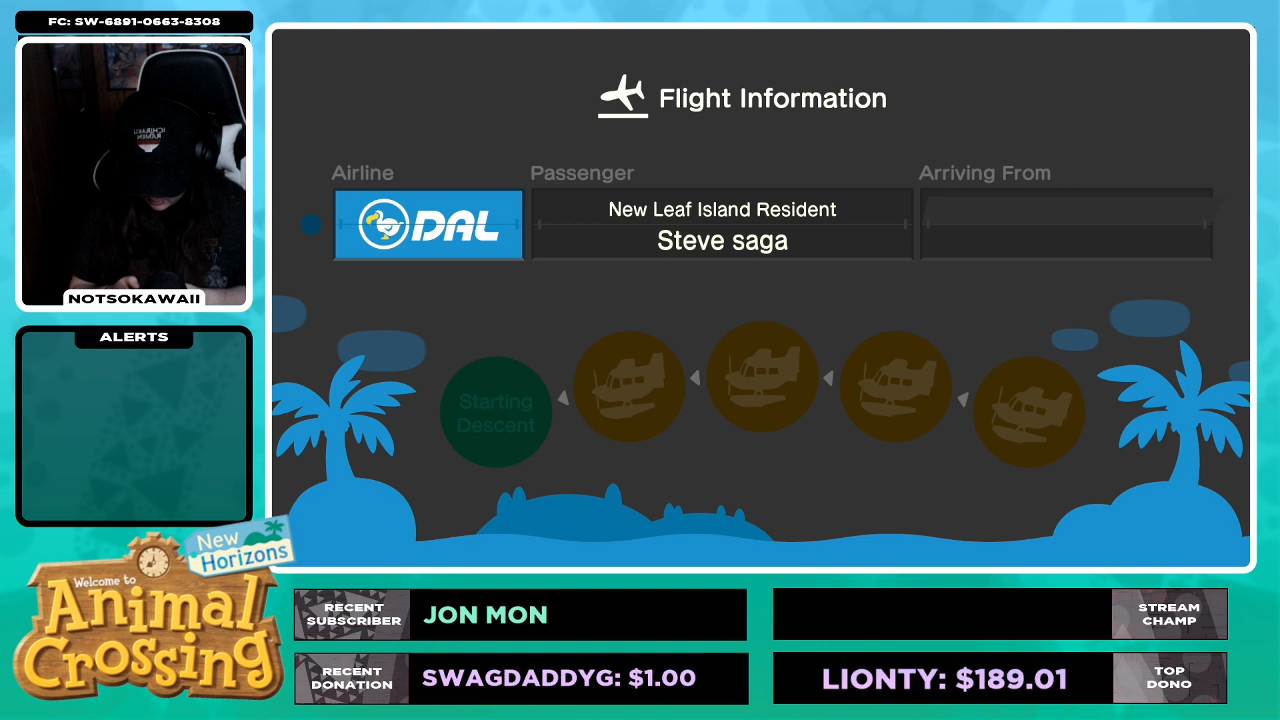 FC: SW-6891-0663-8308
NOTSOKAWAII
ALERTS
Flight Information
Airline
Passenger
Arriving From
DAL
New Leaf Island Resident
Steve saga
Starting
Descent
New
Horizons
Welcome to
Animal
Crossing
RECENT
SUBSCRIBER
JON MON
STREAM
CHAMP
RECENT
DONATION
SWAGDADDYG: $1.00
LIONTY: $189.01
TOP
DONO